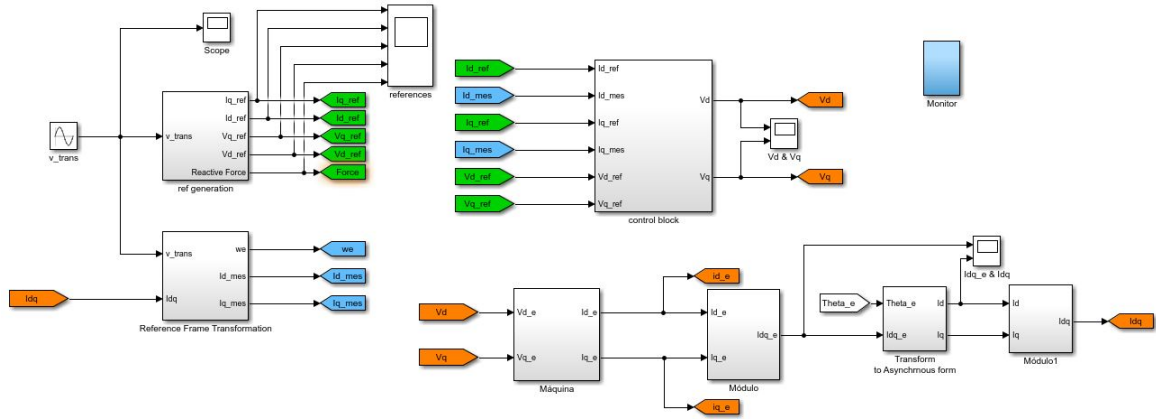 Scope
references
v_trans
v_trans
Iq_ref
Id_ref
Vq_ref
Vd_ref
Reactive Force
ref generation
Iq_ref
Id_ref
Vq_ref
Vd_ref
Force
Id_ref
Id_mes
Iq_ref
Iq_mes
Vd_ref
Vq_ref
Id_ref
Id_mes
Iq_ref
Iq_mes
Vd_ref
Vq_ref
Vd
Vq
control block
Vd
Vd & Vq
Vq
Monitor
Idq
v_trans
Idq
we
Id_mes
Iq_mes
Reference Frame Transformation
we
Id_mes
Iq_mes
Vd
Vq
Vd_e
Vq_e
Id_e
Iq_e
Máquina
id_e
iq_e
Id_e
Iq_e
Idq_e
Módulo
Theta_e
Theta_e
Idq_e
Id
Iq
Transform
to Asynchrnous form
Idq_e & Idq
Id
Iq
Idq
Módulo1
Idq